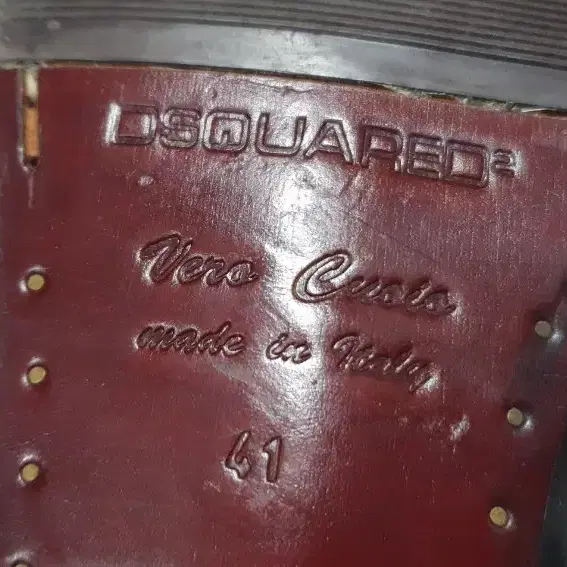 DSQUARED²
Vero Cuoio
made in Italy
41